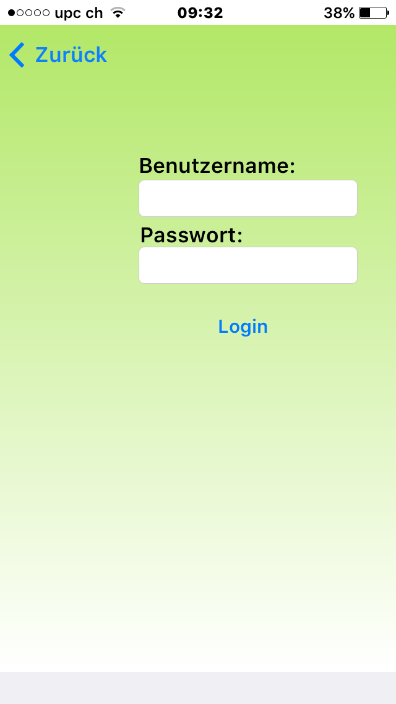 upc ch 09:32 38%
Zurück
Benutzername:
Passwort:
Login